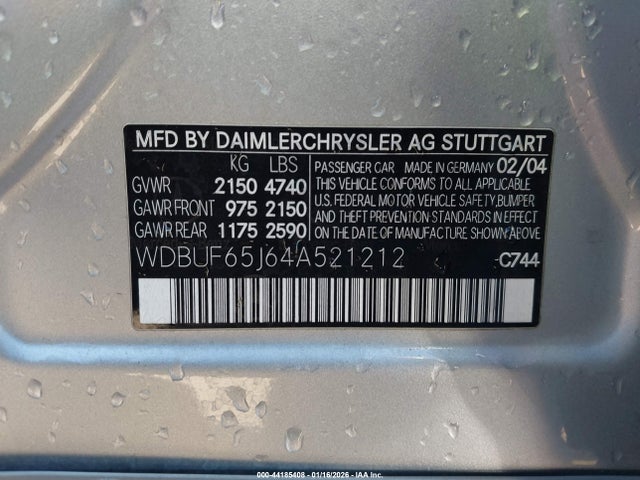 MFD BY DAIMLERCHRYSLER AG STUTTGART
KG LBS
GVWR 2150 4740
GAWR FRONT 975 2150
GAWR REAR 1175 2590
PASSENGER CAR MADE IN GERMANY 02/04
THIS VEHICLE CONFORMS TO ALL APPLICABLE
U.S. FEDERAL MOTOR VEHICLE SAFETY, BUMPER
AND THEFT PREVENTION STANDARDS IN EFFECT
ON THE DATE OF MANUFACTURE SHOWN ABOVE.
WDBUF65J64A521212 C744
000-44185408 - 01/16/2026 - IAA Inc.